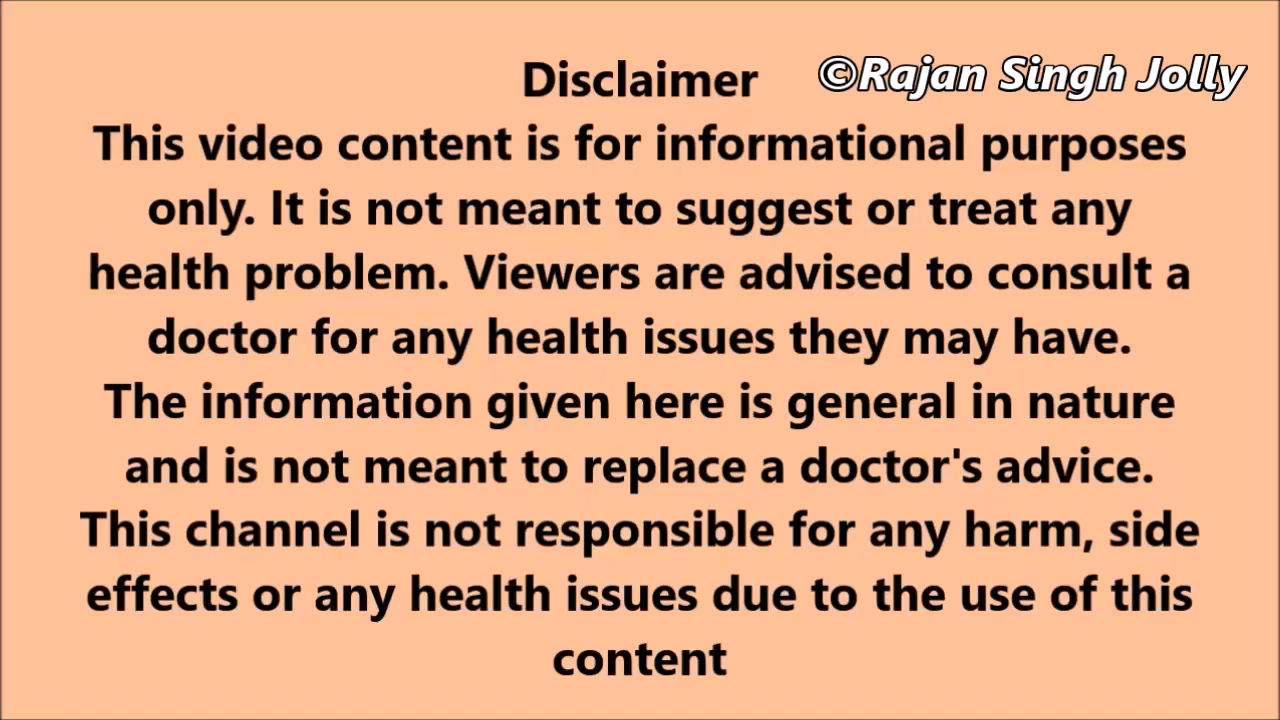 Disclaimer
©Rajan Singh Jolly
This video content is for informational purposes
only. It is not meant to suggest or treat any
health problem. Viewers are advised to consult a
doctor for any health issues they may have.
The information given here is general in nature
and is not meant to replace a doctor's advice.
This channel is not responsible for any harm, side
effects or any health issues due to the use of this
content